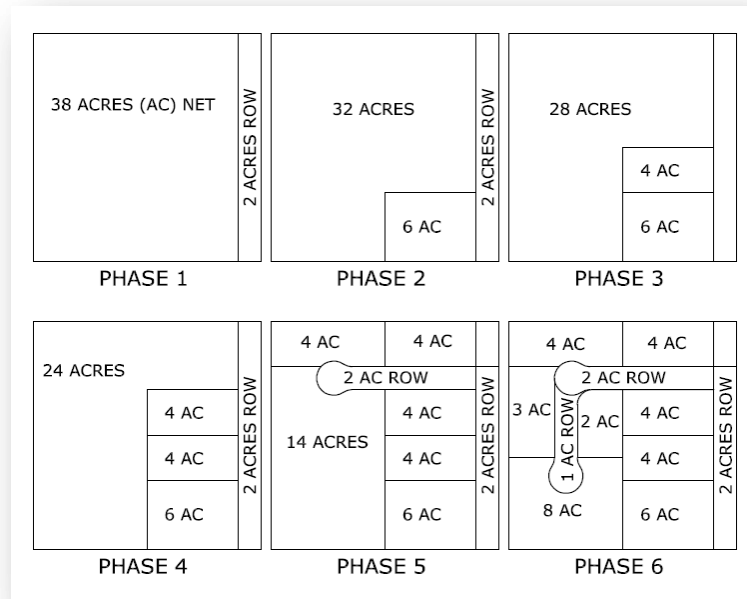 38 ACRES (AC) NET
2 ACRES ROW
PHASE 1
32 ACRES
6 AC
2 ACRES ROW
PHASE 2
28 ACRES
4 AC
6 AC
PHASE 3
24 ACRES
4 AC
4 AC
6 AC
2 ACRES ROW
PHASE 4
4 AC
4 AC
2 AC ROW
14 ACRES
4 AC
4 AC
6 AC
2 ACRES ROW
PHASE 5
4 AC
4 AC
2 AC ROW
3 AC
1 AC ROW
2 AC
4 AC
4 AC
8 AC
6 AC
2 ACRES ROW
PHASE 6